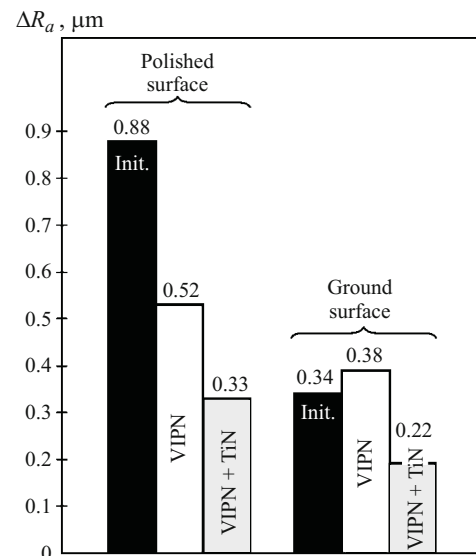 ΔRₐ, μm
Polished
surface
0.9
0.8
0.7
0.6
0.5
0.4
0.3
0.2
0.1
0
0.88
Init.
0.52
VIPN
0.33
VIPN + TiN
Ground
surface
0.34
Init.
0.38
VIPN
0.22
VIPN + TiN